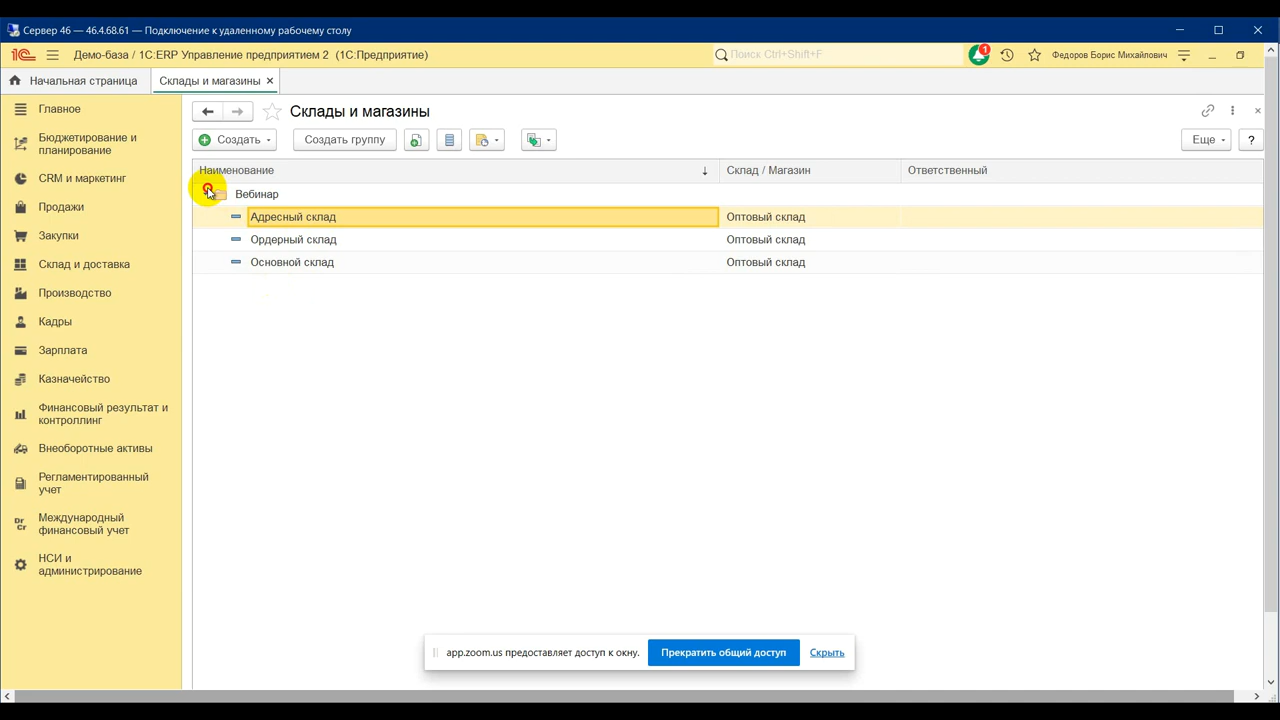 Сервер 46 — 46.4.68.61 — Подключение к удаленному рабочему столу
Демо-база / 1С:ERP Управление предприятием 2 (1С:Предприятие)
Поиск Ctrl+Shift+F
1
Федоров Борис Михайлович
Начальная страница
Склады и магазины
Главное
Бюджетирование и
планирование
CRM и маркетинг
Продажи
Закупки
Склад и доставка
Производство
Кадры
Зарплата
Казначейство
Финансовый результат и
контроллинг
Внеоборотные активы
Регламентированный
учет
Международный
финансовый учет
НСИ и
администрирование
Склады и магазины
Создать
Создать группу
Еще
?
Наименование
Склад / Магазин
Ответственный
Вебинар
Адресный склад
Оптовый склад
Ордерный склад
Оптовый склад
Основной склад
Оптовый склад
app.zoom.us предоставляет доступ к окну.
Прекратить общий доступ
Скрыть